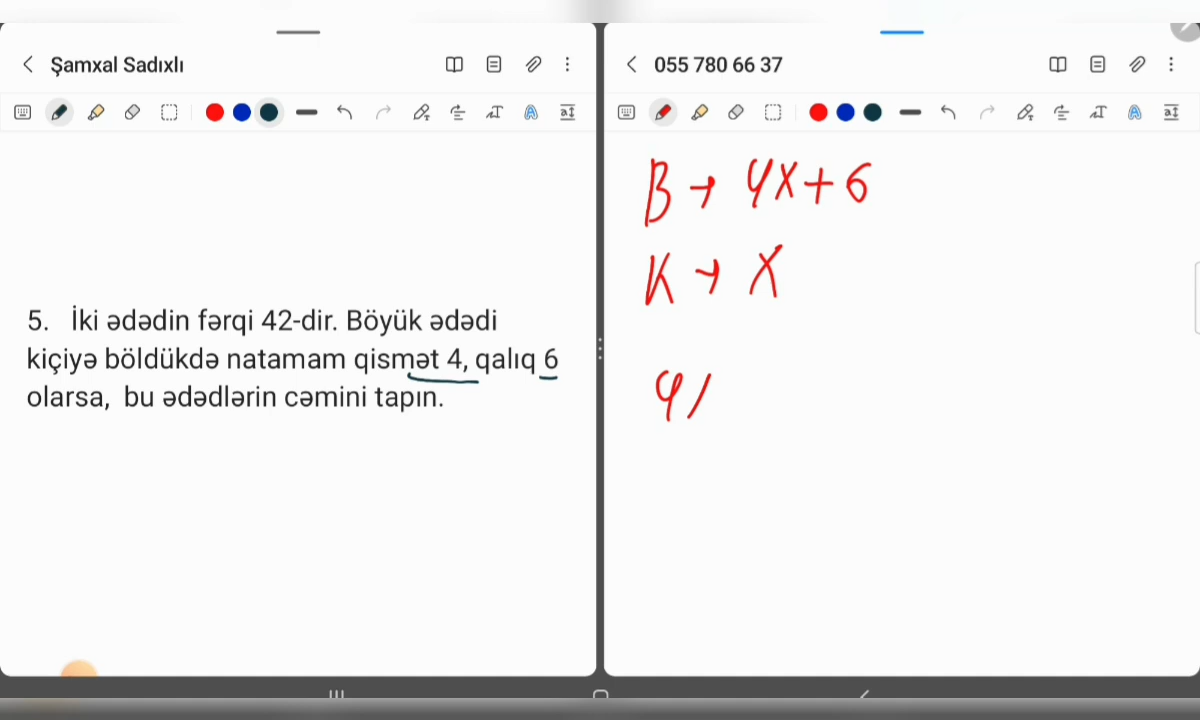 Şamxal Sadıxlı
5. İki ədədin fərqi 42-dir. Böyük ədədi
kiçiyə böldükdə natamam qismət 4, qalıq 6
olarsa, bu ədədlərin cəmini tapın.
055 780 66 37
B → 4x + 6
K → x
4